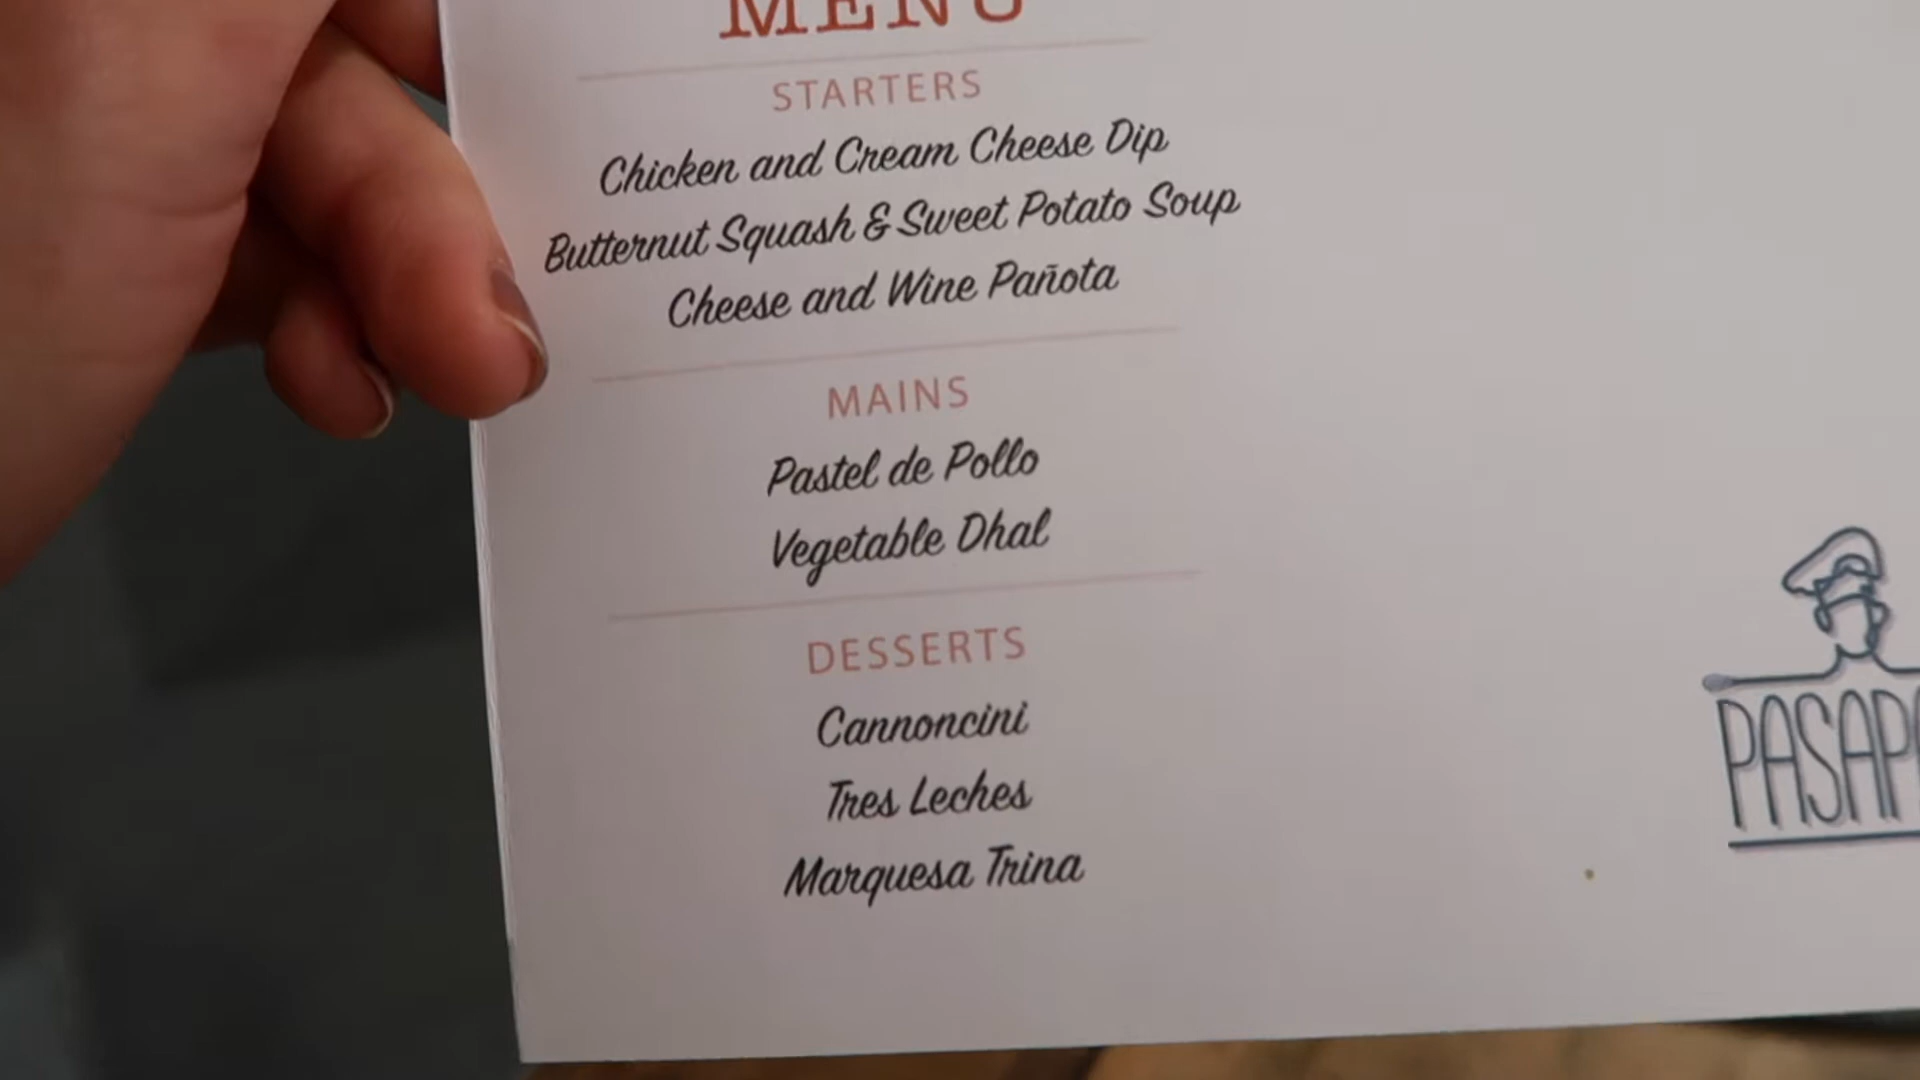 MENU
STARTERS
Chicken and Cream Cheese Dip
Butternut Squash & Sweet Potato Soup
Cheese and Wine Pañota
MAINS
Pastel de Pollo
Vegetable Dhal
DESSERTS
Cannoncini
Tres Leches
Marquesa Trina